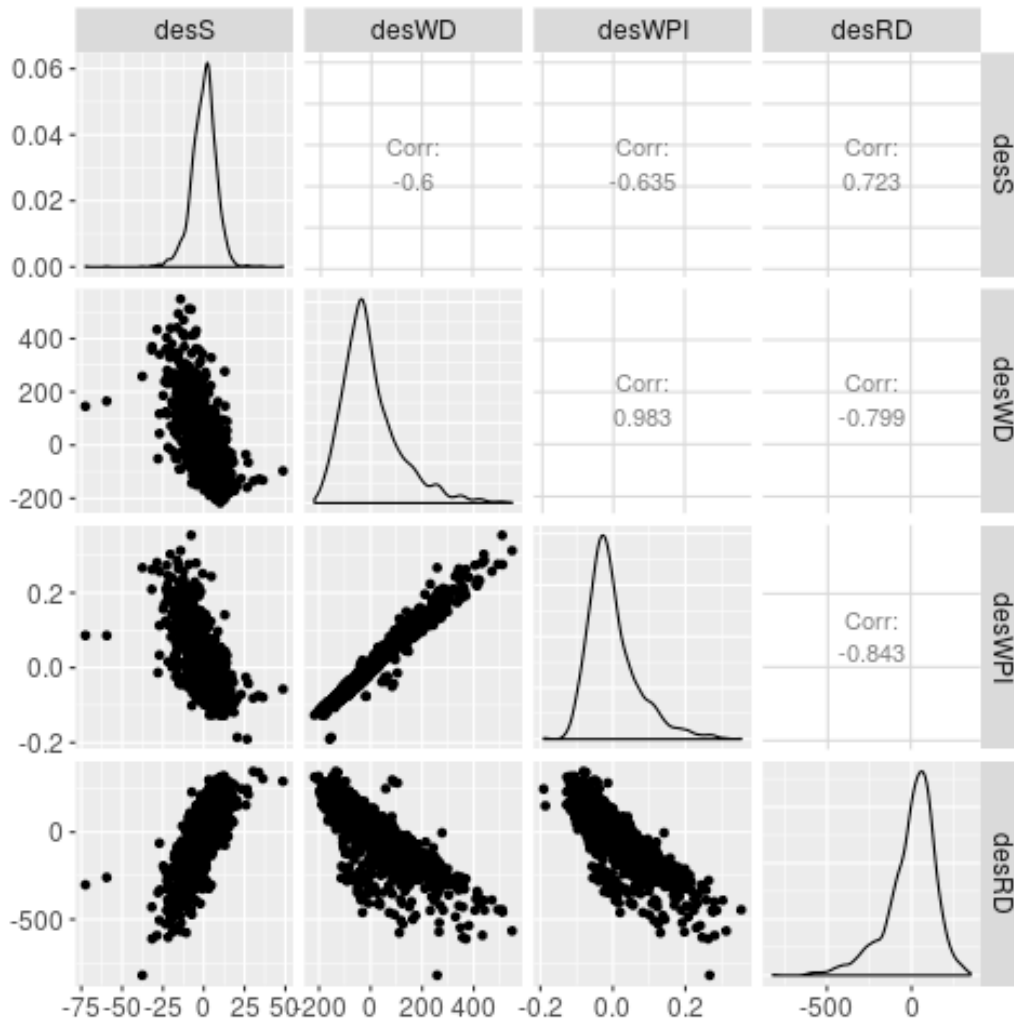 desS desWD desWPI desRD
0.06
0.04
0.02
0.00
Corr:
-0.6
Corr:
-0.635
Corr:
0.723
desS
400
200
0
-200
Corr:
0.983
Corr:
-0.799
desWD
0.2
0.0
-0.2
Corr:
-0.843
desWPI
0
-500
desRD
-75 -50 -25 0 25 50 -200 0 200 400 -0.2 0.0 0.2 -500 0